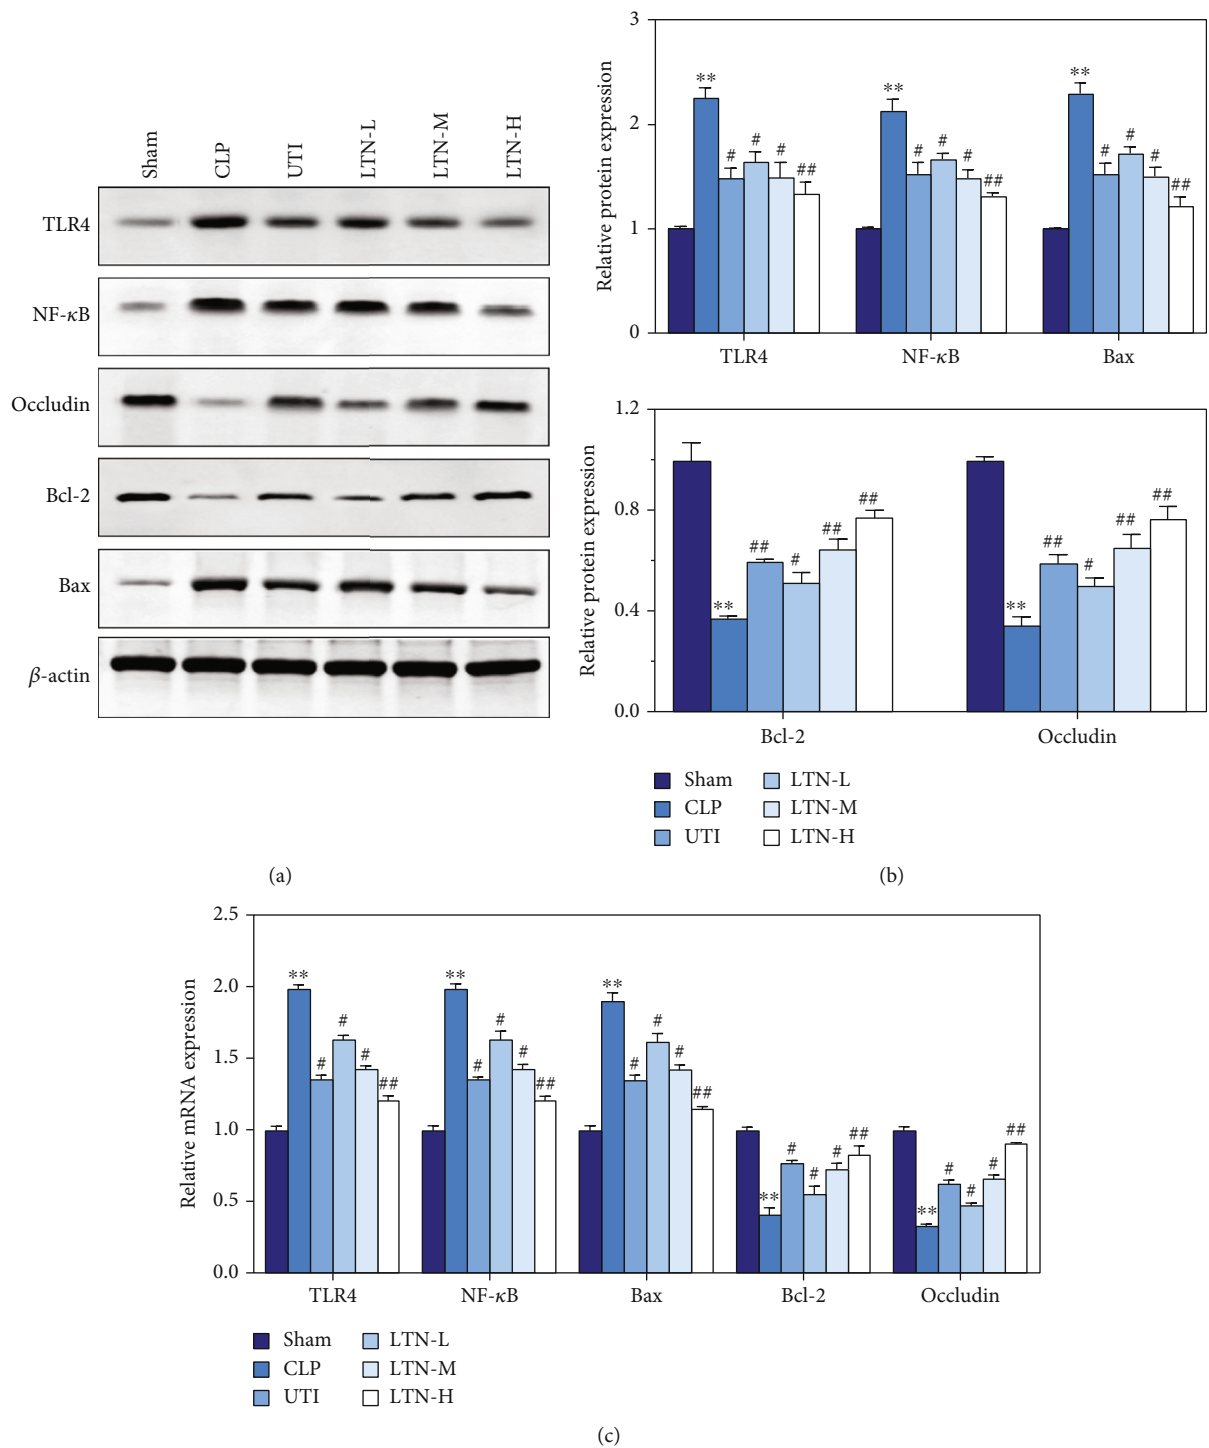 Sham CLP UTI LTN-L LTN-M LTN-H
TLR4
NF-κB
Occludin
Bcl-2
Bax
β-actin
(a)
Relative protein expression
3
2
1
0
** # # # ##
** # # # ##
** # # # ##
TLR4 NF-κB Bax
Relative protein expression
1.2
0.8
0.4
0.0
** ## # ## ##
** ## # ## ##
Bcl-2 Occludin
Sham LTN-L
CLP LTN-M
UTI LTN-H
(b)
Relative mRNA expression
2.5
2.0
1.5
1.0
0.5
0.0
** # # # ##
** # # # ##
** # # # ##
** # # # ##
** # # # ##
TLR4 NF-κB Bax Bcl-2 Occludin
Sham LTN-L
CLP LTN-M
UTI LTN-H
(c)